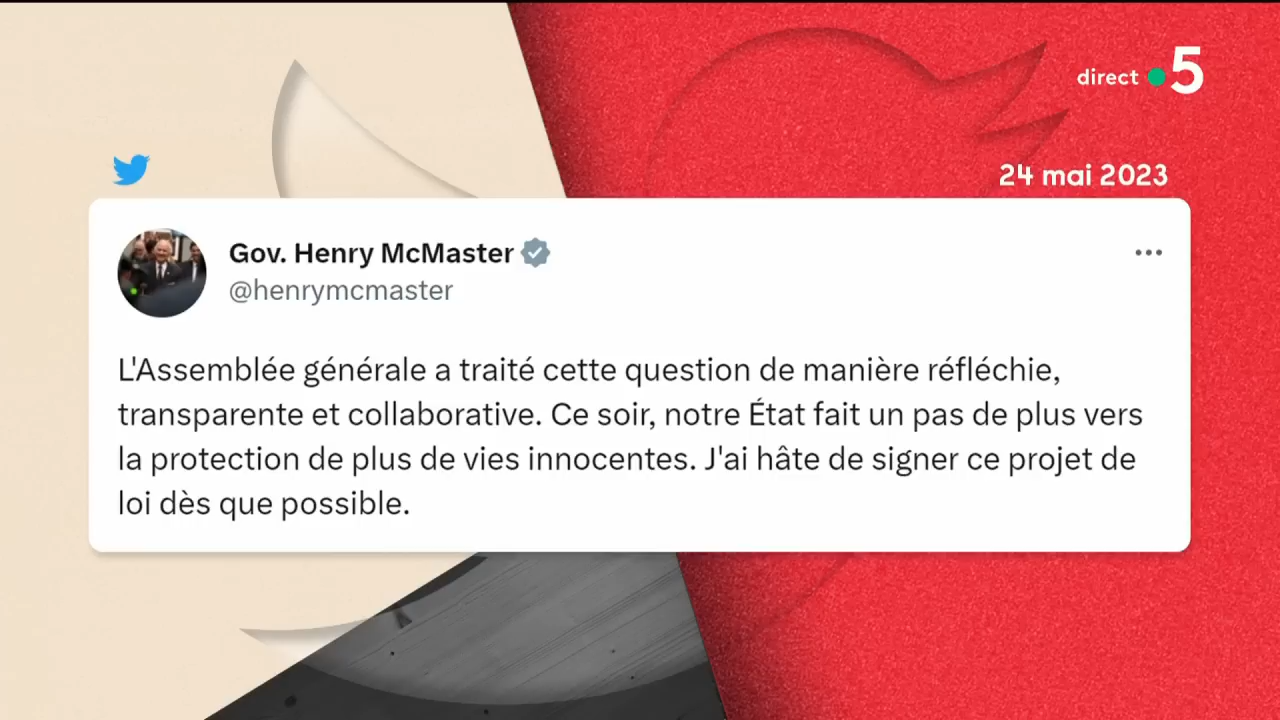 direct 5
24 mai 2023
Gov. Henry McMaster
@henrymcmaster
L'Assemblée générale a traité cette question de manière réfléchie,
transparente et collaborative. Ce soir, notre État fait un pas de plus vers
la protection de plus de vies innocentes. J'ai hâte de signer ce projet de
loi dès que possible.